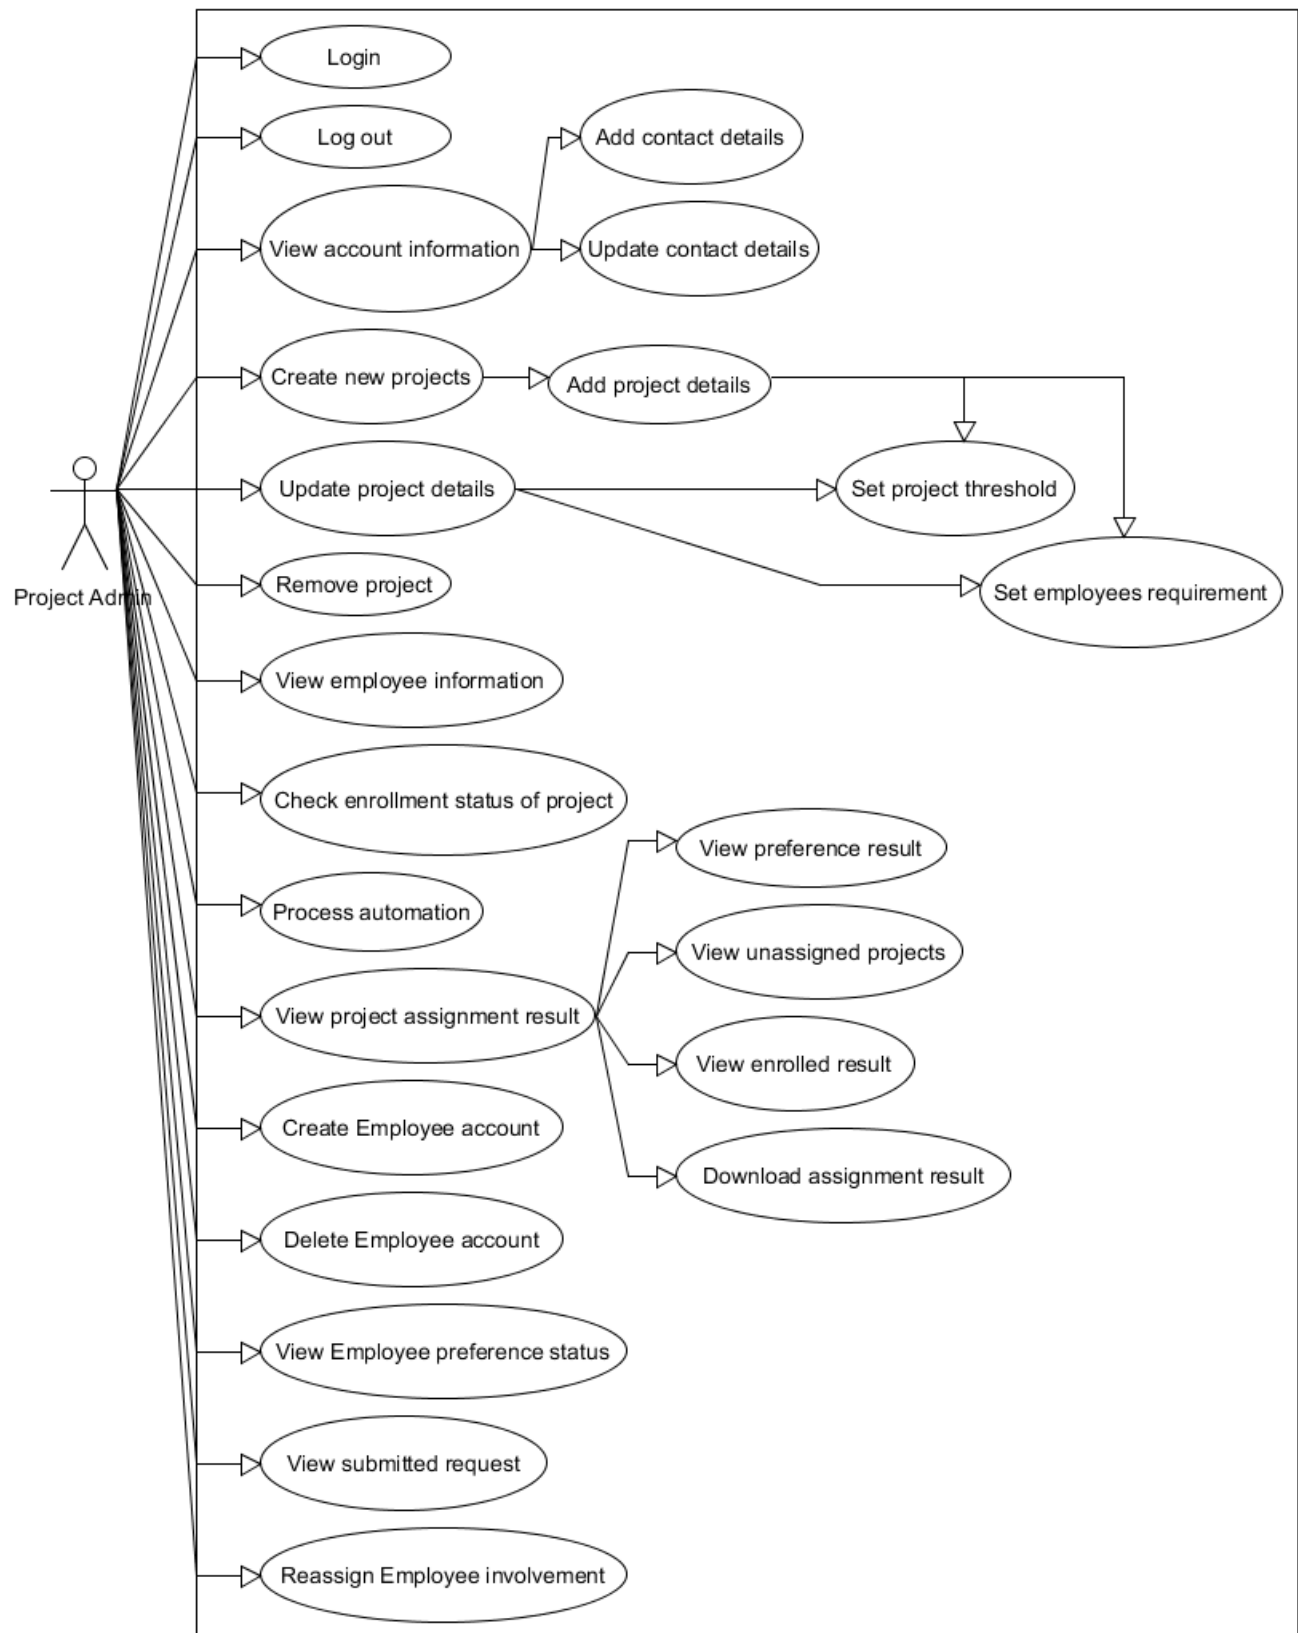 Login
Log out
Add contact details
View account information
Update contact details
Create new projects
Add project details
Update project details
Set project threshold
Remove project
Set employees requirement
Project Admin
View employee information
Check enrollment status of project
View preference result
Process automation
View unassigned projects
View project assignment result
View enrolled result
Create Employee account
Download assignment result
Delete Employee account
View Employee preference status
View submitted request
Reassign Employee involvement